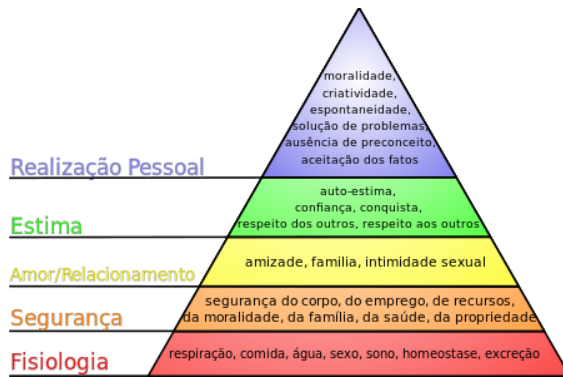 moralidade,
criatividade,
espontaneidade,
solução de problemas,
ausência de preconceito,
aceitação dos fatos
Realização Pessoal
auto-estima,
confiança, conquista,
respeito dos outros, respeito aos outros
Estima
amizade, familia, intimidade sexual
Amor/Relacionamento
segurança do corpo, do emprego, de recursos,
da moralidade, da família, da saúde, da propriedade
Segurança
respiração, comida, água, sexo, sono, homeostase, excreção
Fisiologia